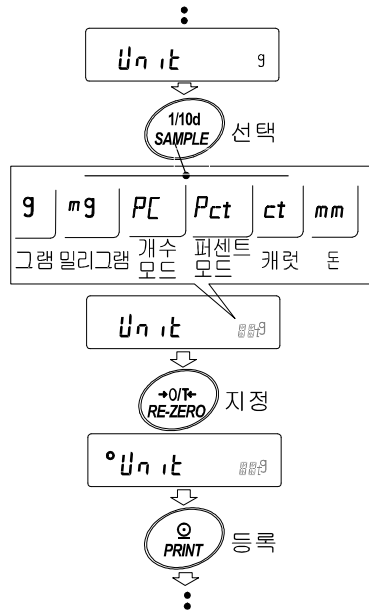 Unit g
1/10d
SAMPLE 선택
g mg PC Pct ct mm
그램 밀리그램 개수 모드 퍼센트 모드 캐럿 돈
Unit g
→0/T←
RE-ZERO 지정
°Unit g
PRINT 등록